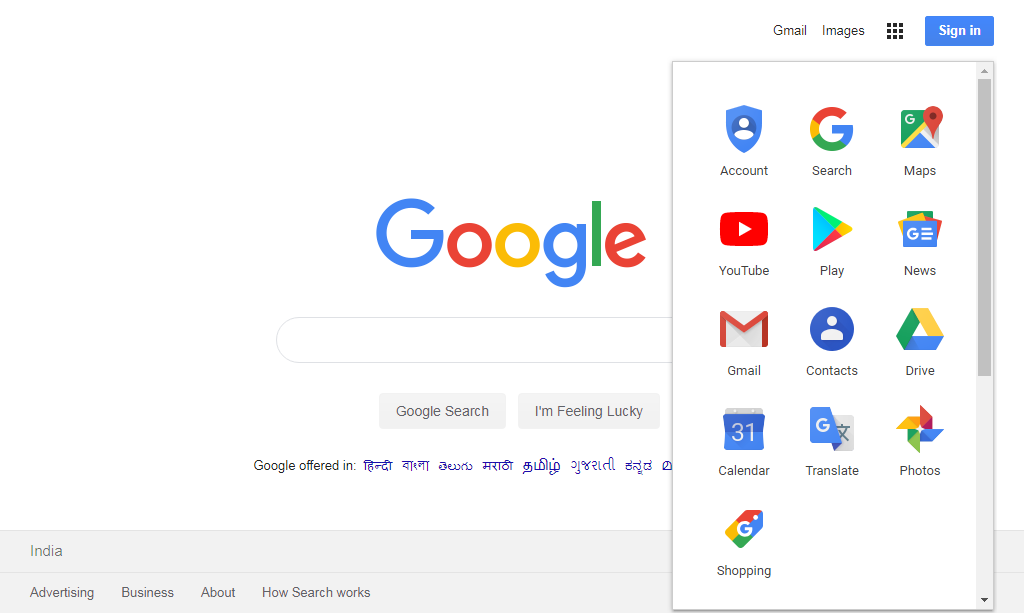 Gmail Images Sign in
Account Search Maps
YouTube Play News
Gmail Contacts Drive
31
Calendar Translate Photos
Shopping
Google
Google Search I'm Feeling Lucky
Google offered in: हिन्दी বাংলা తెలుగు मराठी தமிழ் ગુજરાતી ಕನ್ನಡ
India
Advertising Business About How Search works